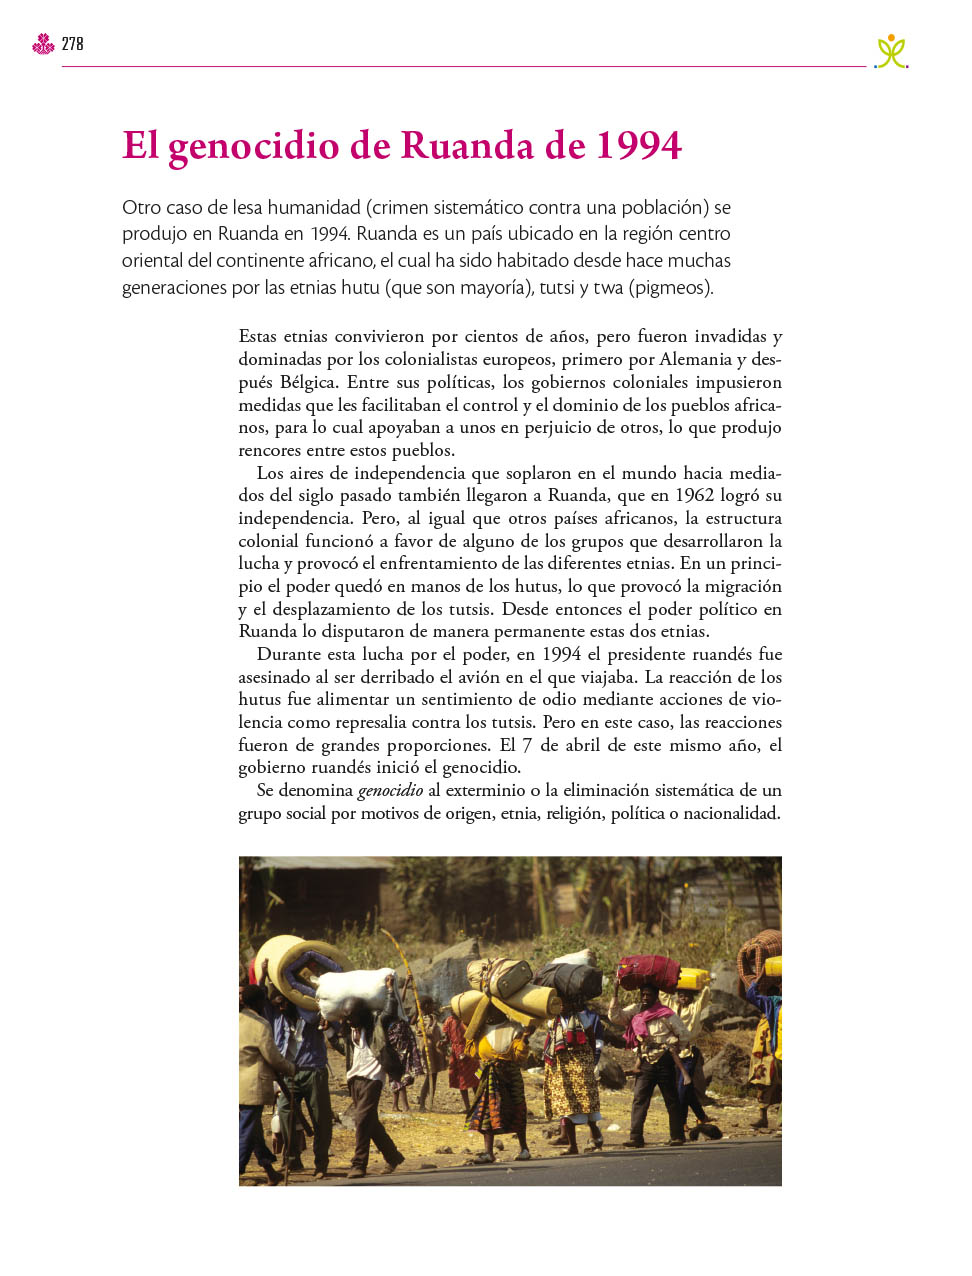 278
El genocidio de Ruanda de 1994
Otro caso de lesa humanidad (crimen sistemático contra una población) se
produjo en Ruanda en 1994. Ruanda es un país ubicado en la región centro
oriental del continente africano, el cual ha sido habitado desde hace muchas
generaciones por las etnias hutu (que son mayoría), tutsi y twa (pigmeos).
Estas etnias convivieron por cientos de años, pero fueron invadidas y
dominadas por los colonialistas europeos, primero por Alemania y des-
pués Bélgica. Entre sus políticas, los gobiernos coloniales impusieron
medidas que les facilitaban el control y el dominio de los pueblos africa-
nos, para lo cual apoyaban a unos en perjuicio de otros, lo que produjo
rencores entre estos pueblos.
Los aires de independencia que soplaron en el mundo hacia media-
dos del siglo pasado también llegaron a Ruanda, que en 1962 logró su
independencia. Pero, al igual que otros países africanos, la estructura
colonial funcionó a favor de alguno de los grupos que desarrollaron la
lucha y provocó el enfrentamiento de las diferentes etnias. En un princi-
pio el poder quedó en manos de los hutus, lo que provocó la migración
y el desplazamiento de los tutsis. Desde entonces el poder político en
Ruanda lo disputaron de manera permanente estas dos etnias.
Durante esta lucha por el poder, en 1994 el presidente ruandés fue
asesinado al ser derribado el avión en el que viajaba. La reacción de los
hutus fue alimentar un sentimiento de odio mediante acciones de vio-
lencia como represalia contra los tutsis. Pero en este caso, las reacciones
fueron de grandes proporciones. El 7 de abril de este mismo año, el
gobierno ruandés inició el genocidio.
Se denomina genocidio al exterminio o la eliminación sistemática de un
grupo social por motivos de origen, etnia, religión, política o nacionalidad.